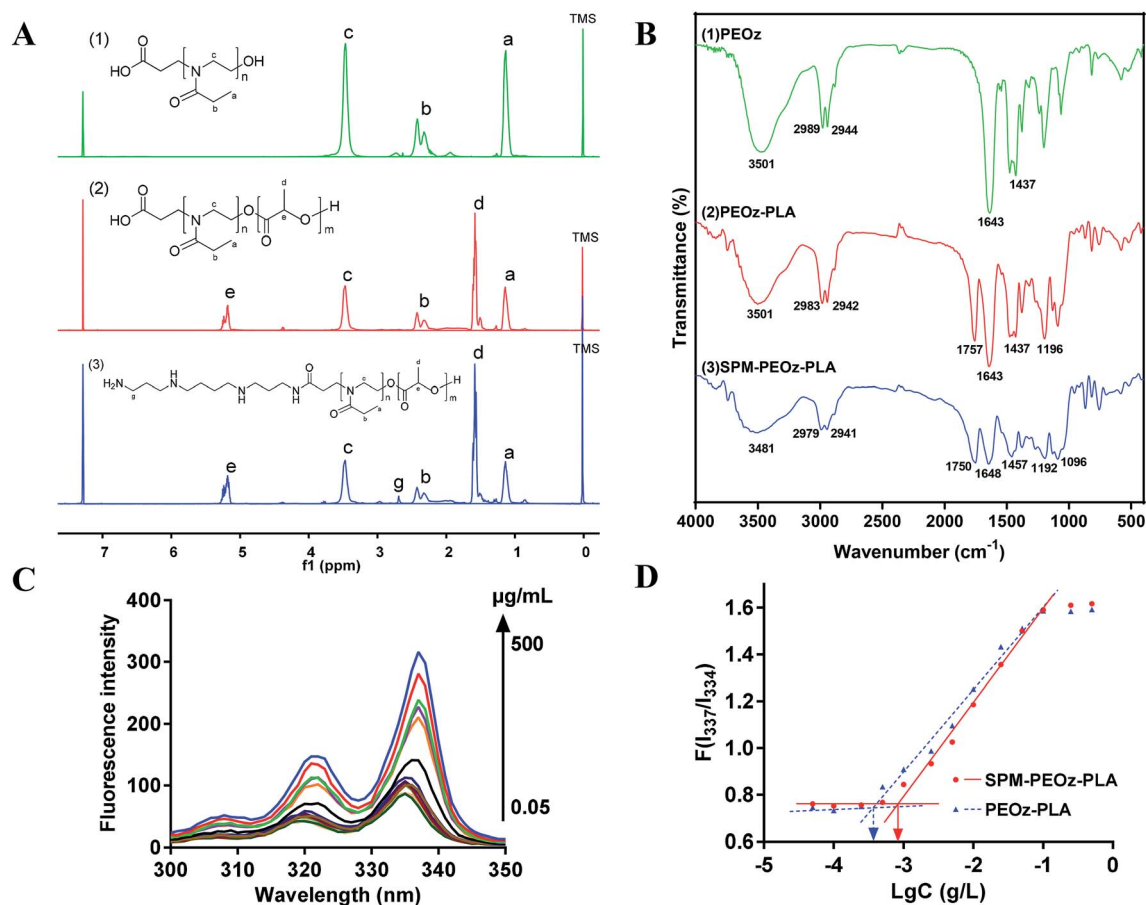 A
(1)
HO
O
N
O
c
n
OH
b
a
c
b
a
TMS
(2)
HO
O
N
O
c
n
O
O
d
e
O
m
H
b
a
e
c
b
d
a
TMS
(3)
H2N
g
H
N
N
H
H
N
O
N
H
c
N
O
n
O
O
d
e
O
m
H
b
a
e
c
g
b
d
a
TMS
7 6 5 4 3 2 1 0
f1 (ppm)
B
(1)PEOz
3501
2989
2944
1643
1437
(2)PEOz-PLA
3501
2983
2942
1757
1643
1437
1196
(3)SPM-PEOz-PLA
3481
2979
2941
1750
1648
1457
1192
1096
Transmittance (%)
4000 3000 2000 1000 500
Wavenumber (cm⁻¹)
C
Fluorescence intensity
400
300
200
100
0
µg/mL
500
0.05
300 310 320 330 340 350
Wavelength (nm)
D
F(I337/I334)
1.6
1.4
1.2
1.0
0.8
0.6
SPM-PEOz-PLA
PEOz-PLA
-5 -4 -3 -2 -1 0
LgC (g/L)